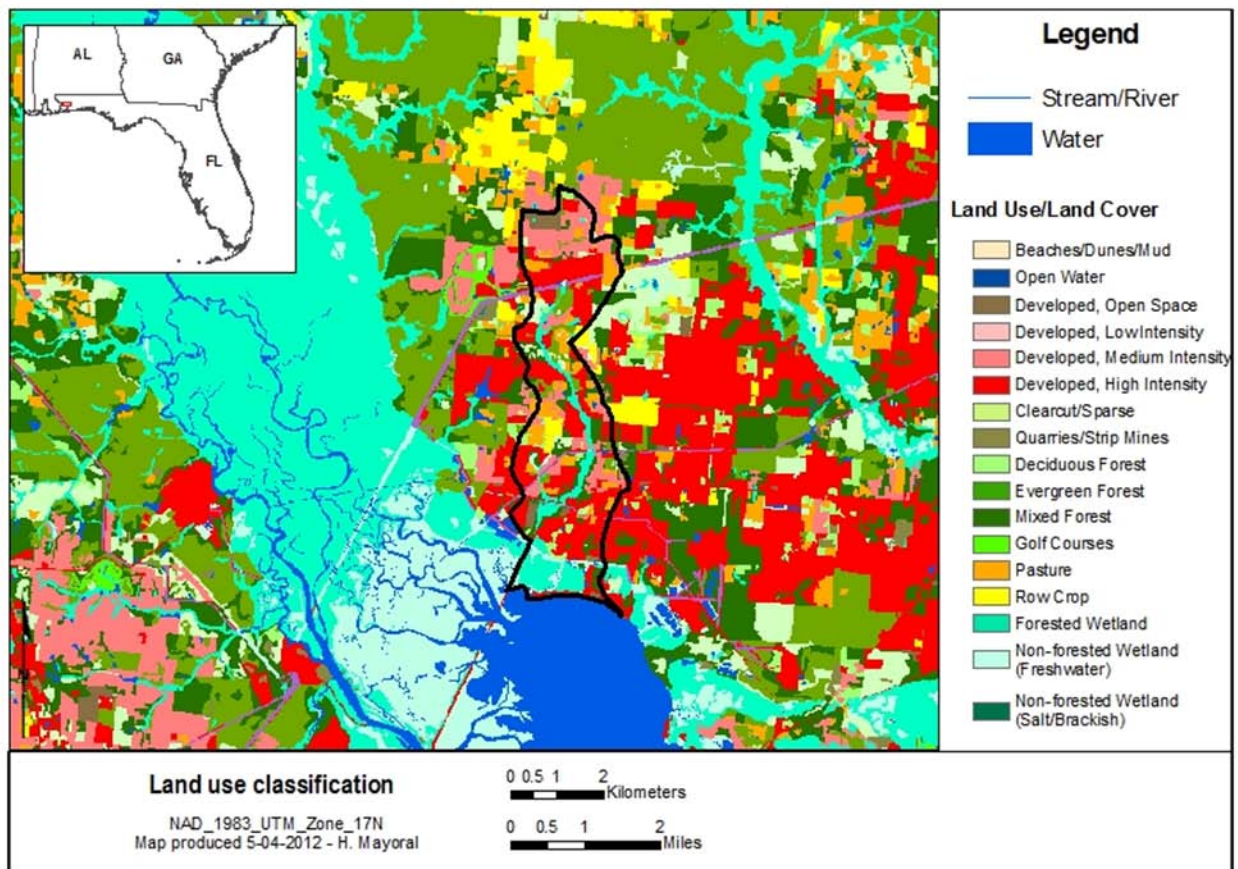 AL
GA
FL
Legend
Stream/River
Water
Land Use/Land Cover
Beaches/Dunes/Mud
Open Water
Developed, Open Space
Developed, Low Intensity
Developed, Medium Intensity
Developed, High Intensity
Clearcut/Sparse
Quarries/Strip Mines
Deciduous Forest
Evergreen Forest
Mixed Forest
Golf Courses
Pasture
Row Crop
Forested Wetland
Non-forested Wetland
(Freshwater)
Non-forested Wetland
(Salt/Brackish)
Land use classification
NAD_1983_UTM_Zone_17N
Map produced 5-04-2012 - H. Mayoral
0 0.5 1 2
Kilometers
0 0.5 1 2
Miles